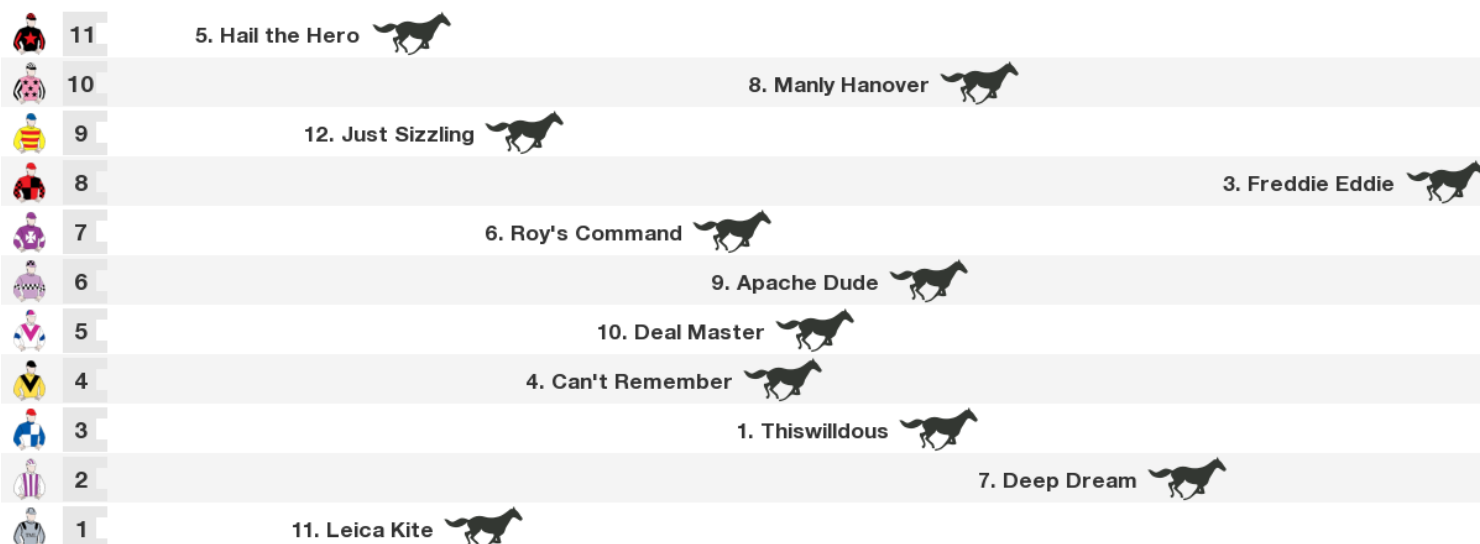 11 5. Hail the Hero
10 8. Manly Hanover
9 12. Just Sizzling
8 3. Freddie Eddie
7 6. Roy's Command
6 9. Apache Dude
5 10. Deal Master
4 4. Can't Remember
3 1. Thiswilldous
2 7. Deep Dream
1 11. Leica Kite